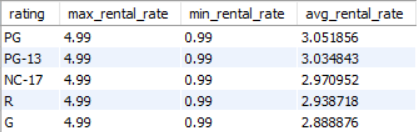 rating max_rental_rate min_rental_rate avg_rental_rate
PG 4.99 0.99 3.051856
PG-13 4.99 0.99 3.034843
NC-17 4.99 0.99 2.970952
R 4.99 0.99 2.938718
G 4.99 0.99 2.888876